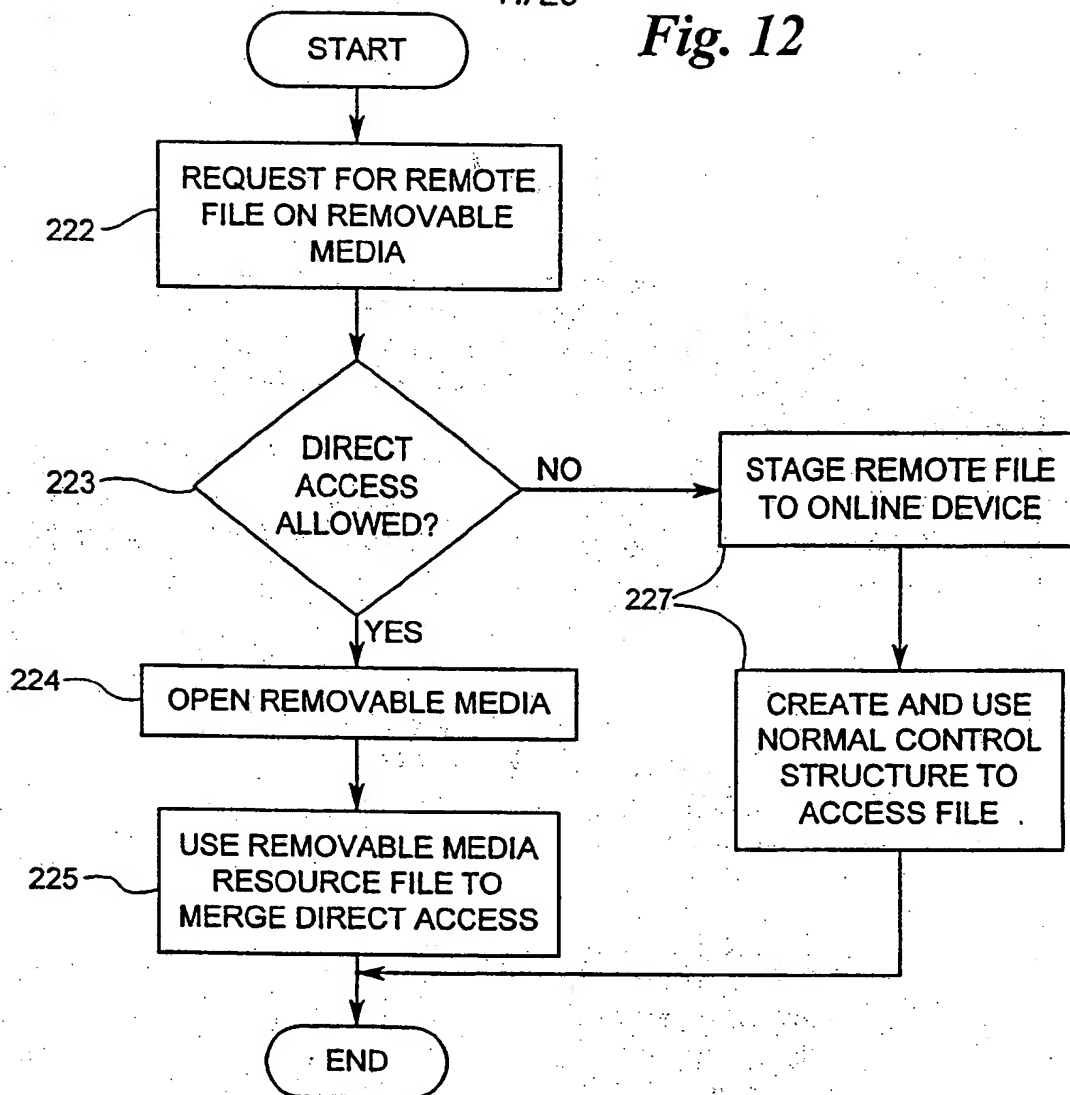 Fig. 12
START
REQUEST FOR REMOTE
FILE ON REMOVABLE
MEDIA
222
DIRECT
ACCESS
ALLOWED?
223
NO
STAGE REMOTE FILE
TO ONLINE DEVICE
227
YES
224
OPEN REMOVABLE MEDIA
CREATE AND USE
NORMAL CONTROL
STRUCTURE TO
ACCESS FILE
225
USE REMOVABLE MEDIA
RESOURCE FILE TO
MERGE DIRECT ACCESS
END